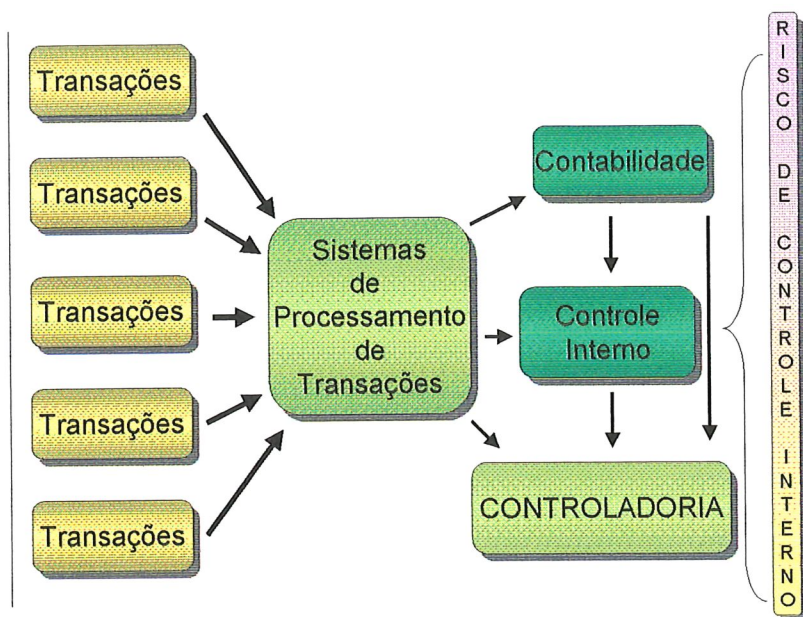 Transações
Transações
Transações
Transações
Transações
Sistemas
de
Processamento
de
Transações
Contabilidade
Controle
Interno
CONTROLADORIA
RISCO DE CONTROLE INTERNO